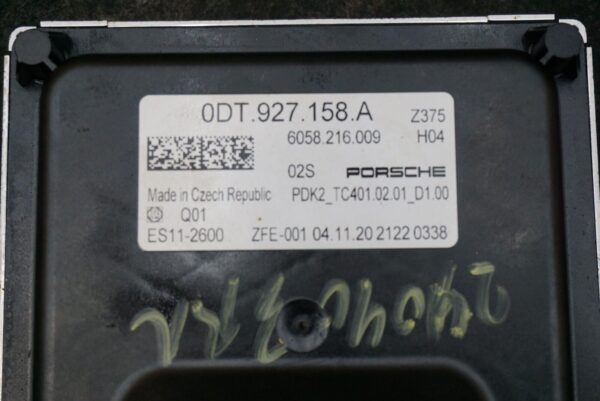 0DT.927.158.A Z375
6058.216.009 H04
02S PORSCHE
Made in Czech Republic PDK2_TC401.02.01_D1.00
Q01
ES11-2600 ZFE-001 04.11.20 2122 0338